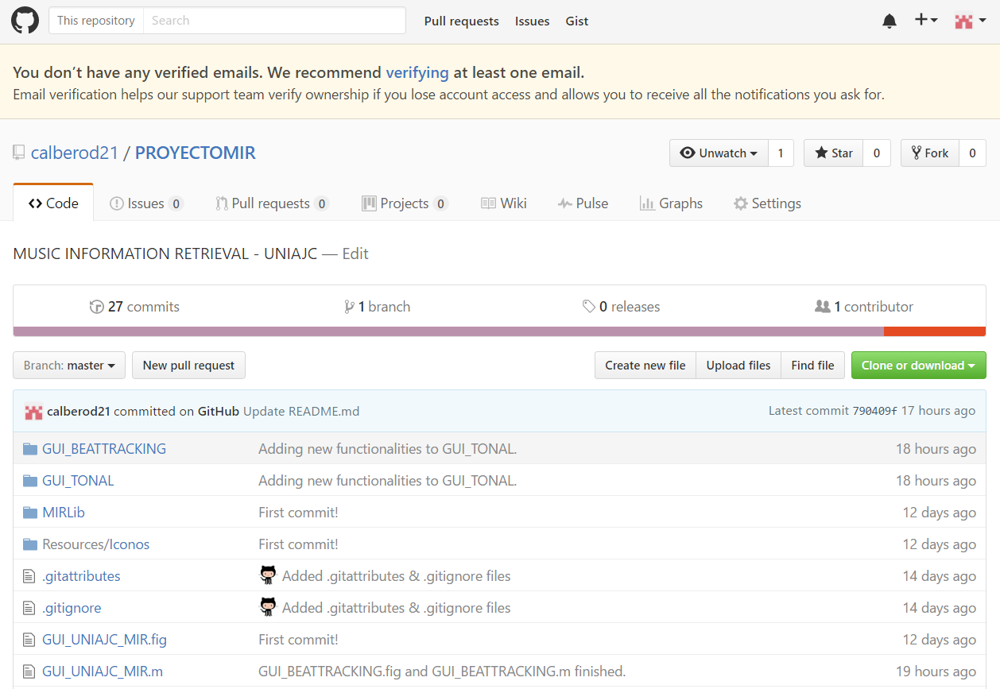 This repository Search Pull requests Issues Gist
You don’t have any verified emails. We recommend verifying at least one email.
Email verification helps our support team verify ownership if you lose account access and allows you to receive all the notifications you ask for.
calberod21 / PROYECTOMIR Unwatch 1 Star 0 Fork 0
Code Issues 0 Pull requests 0 Projects 0 Wiki Pulse Graphs Settings
MUSIC INFORMATION RETRIEVAL - UNIAJC — Edit
27 commits 1 branch 0 releases 1 contributor
Branch: master New pull request Create new file Upload files Find file Clone or download
calberod21 committed on GitHub Update README.md Latest commit 790409f 17 hours ago
GUI_BEATTRACKING Adding new functionalities to GUI_TONAL. 18 hours ago
GUI_TONAL Adding new functionalities to GUI_TONAL. 18 hours ago
MIRLib First commit! 12 days ago
Resources/Iconos First commit! 12 days ago
.gitattributes Added .gitattributes & .gitignore files 14 days ago
.gitignore Added .gitattributes & .gitignore files 14 days ago
GUI_UNIAJC_MIR.fig First commit! 12 days ago
GUI_UNIAJC_MIR.m GUI_BEATTRACKING.fig and GUI_BEATTRACKING.m finished. 19 hours ago